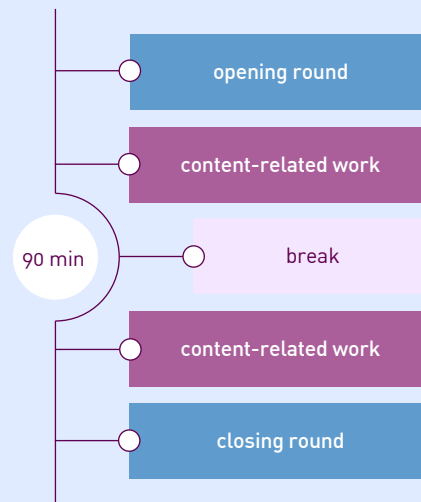 opening round
content-related work
90 min
break
content-related work
closing round